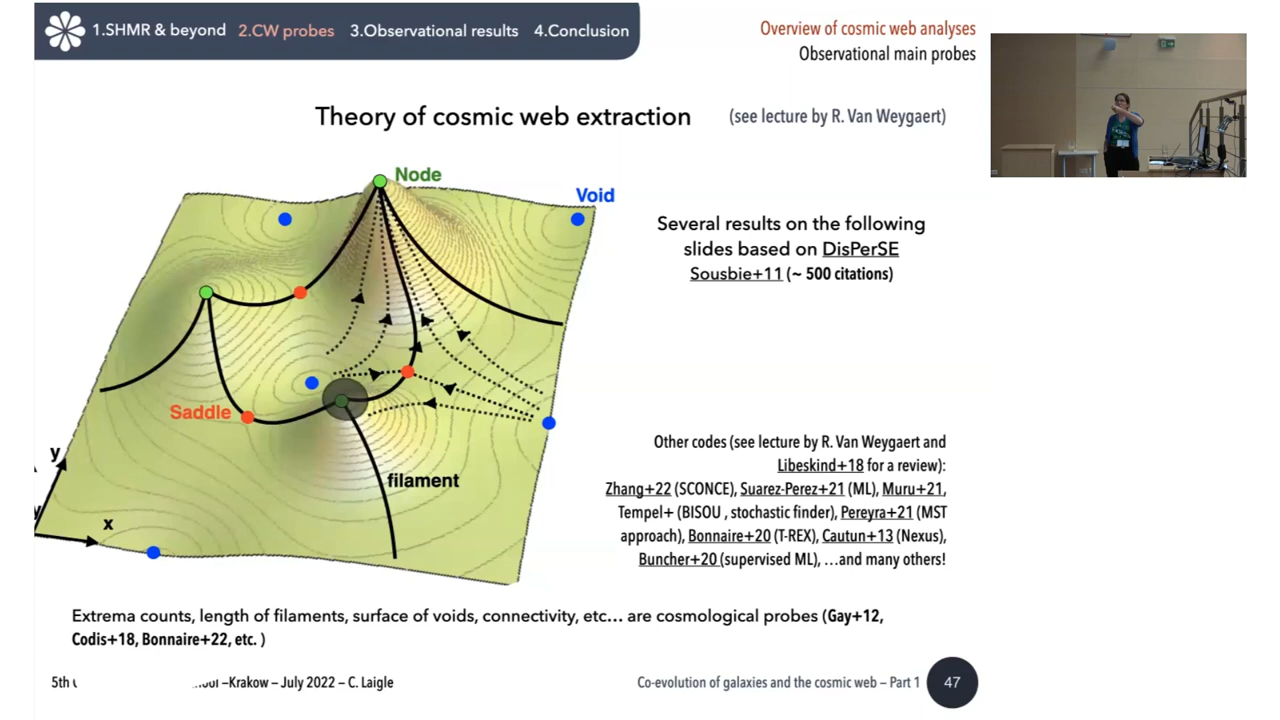 1.SHMR & beyond 2.CW probes 3.Observational results 4.Conclusion
Overview of cosmic web analyses
Observational main probes
Theory of cosmic web extraction (see lecture by R. Van Weygaert)
Node
Void
Several results on the following
slides based on DisPerSE
Sousbie+11 (~ 500 citations)
Saddle
filament
y
x
Other codes (see lecture by R. Van Weygaert and
Libeskind+18 for a review):
Zhang+22 (SCONCE), Suarez-Perez+21 (ML), Muru+21,
Tempel+ (BISOU , stochastic finder), Pereyra+21 (MST
approach), Bonnaire+20 (T-REX), Cautun+13 (Nexus),
Buncher+20 (supervised ML), …and many others!
Extrema counts, length of filaments, surface of voids, connectivity, etc… are cosmological probes (Gay+12,
Codis+18, Bonnaire+22, etc. )
5th –Krakow – July 2022 – C. Laigle
Co-evolution of galaxies and the cosmic web – Part 1 47